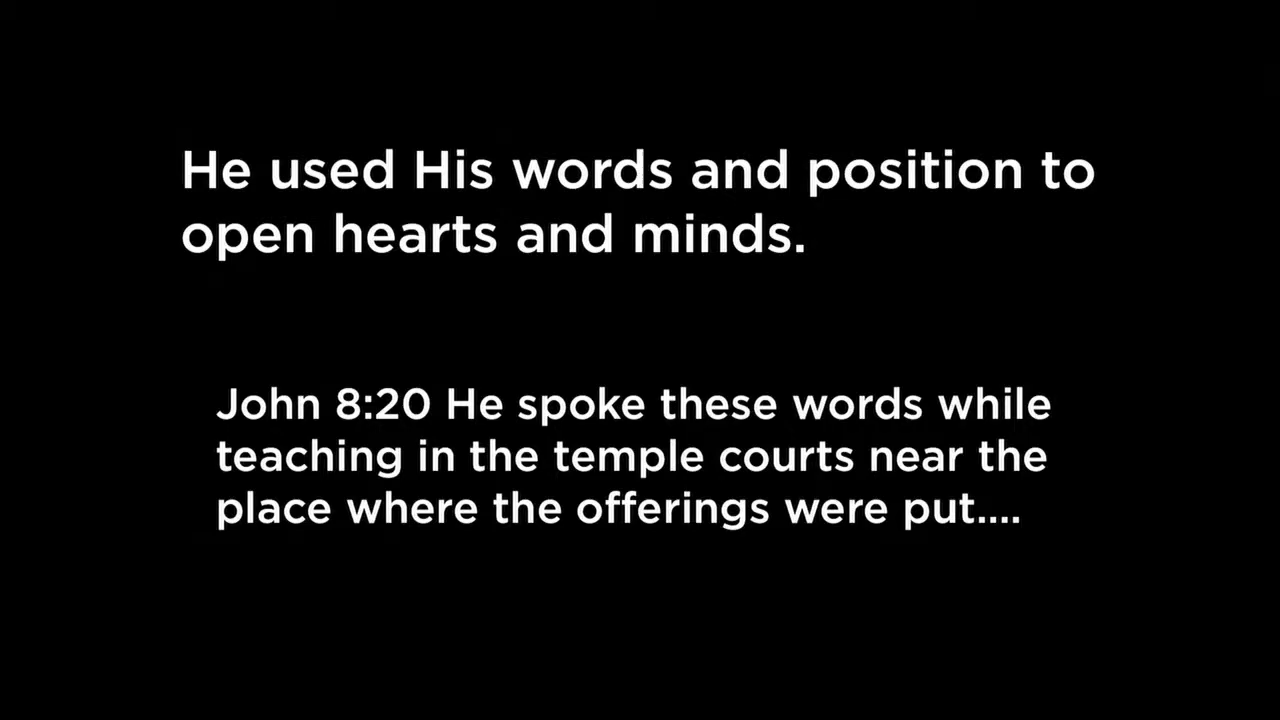 He used His words and position to
open hearts and minds.
John 8:20 He spoke these words while
teaching in the temple courts near the
place where the offerings were put....